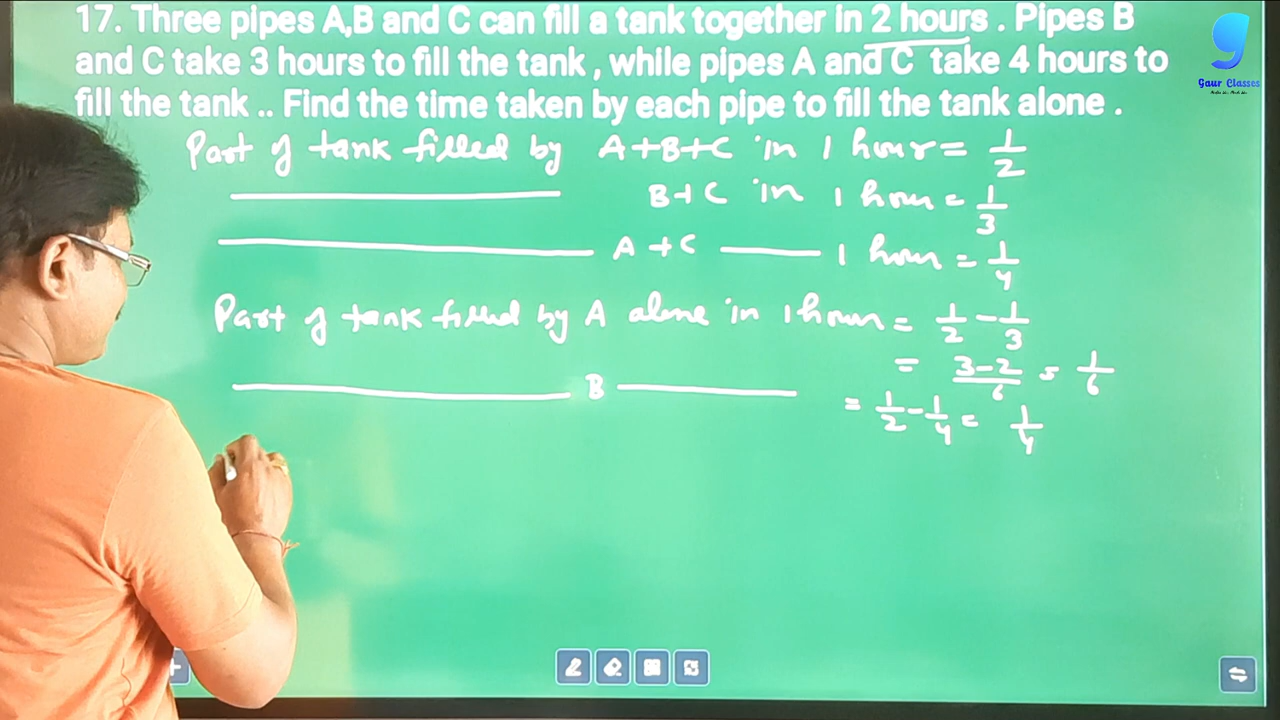 17. Three pipes A,B and C can fill a tank together in 2 hours . Pipes B
and C take 3 hours to fill the tank , while pipes A and C take 4 hours to
fill the tank .. Find the time taken by each pipe to fill the tank alone .
Gaur Classes
Part of tank filled by A+B+C in 1 hour = 1/2
B+C in 1 hour = 1/3
A+C 1 hour = 1/4
Part of tank filled by A alone in 1 hour = 1/2 - 1/3
= 3-2/6 = 1/6
B
= 1/2 - 1/4 = 1/4